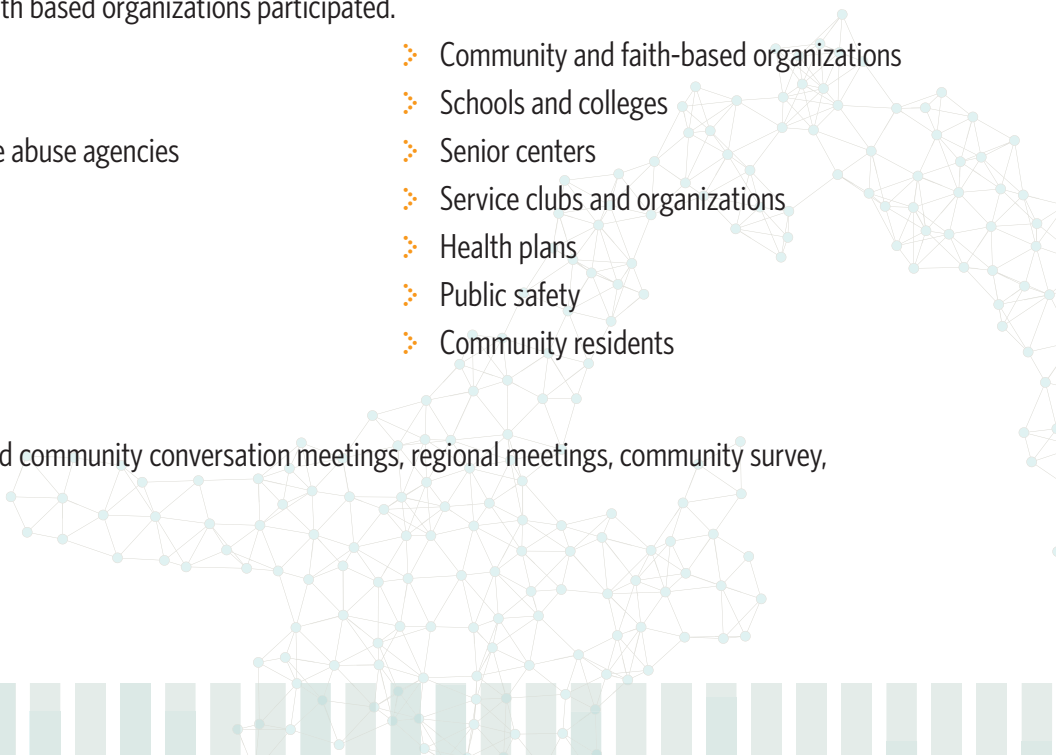 th based organizations participated.
Community and faith-based organizations
Schools and colleges
e abuse agencies
Senior centers
Service clubs and organizations
Health plans
Public safety
Community residents
d community conversation meetings, regional meetings, community survey,